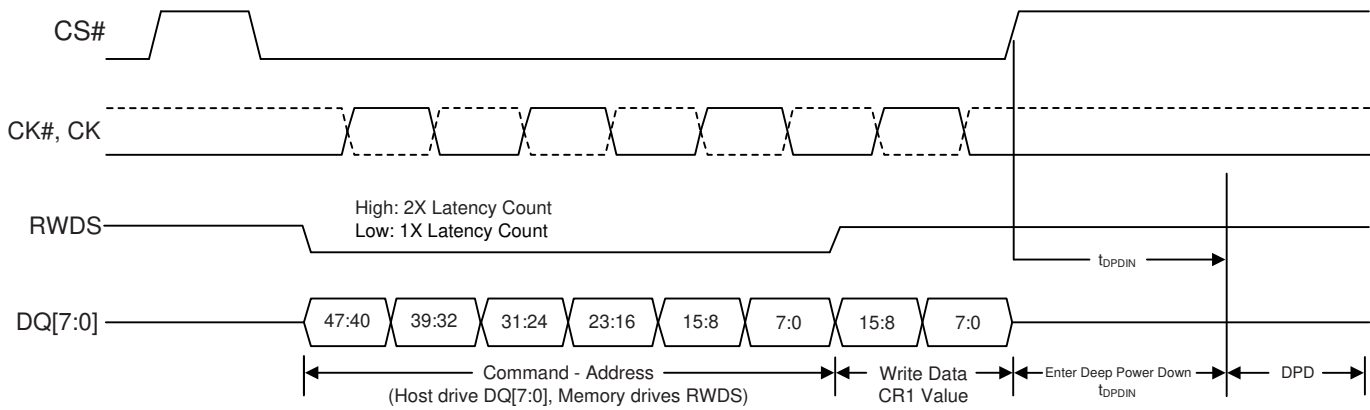 CS#
CK#, CK
High: 2X Latency Count
Low: 1X Latency Count
RWDS
tDPDIN
DQ[7:0]
47:40 39:32 31:24 23:16 15:8 7:0 15:8 7:0
Command - Address
(Host drive DQ[7:0], Memory drives RWDS)
Write Data
CR1 Value
Enter Deep Power Down
tDPDIN
DPD